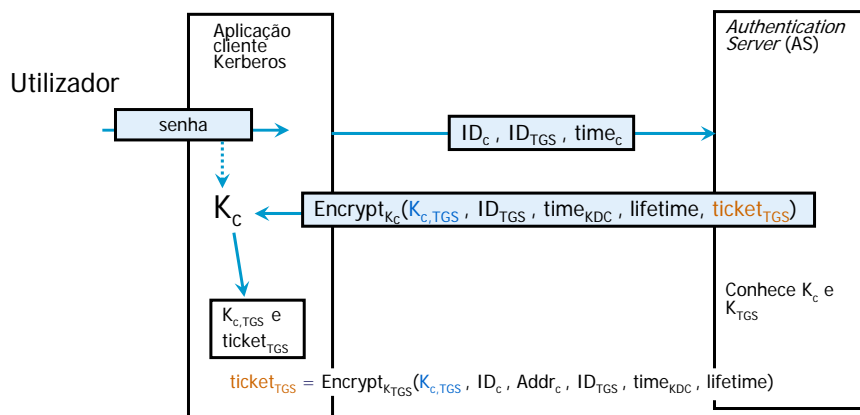 Aplicação
cliente
Kerberos
Authentication
Server (AS)
Utilizador
senha
ID_c , ID_TGS , time_c
K_c
Encrypt_Kc(K_c,TGS , ID_TGS , time_KDC , lifetime, ticket_TGS)
Conhece K_c e
K_TGS
K_c,TGS e
ticket_TGS
ticket_TGS = Encrypt_KTGS(K_c,TGS , ID_c , Addr_c , ID_TGS , time_KDC , lifetime)